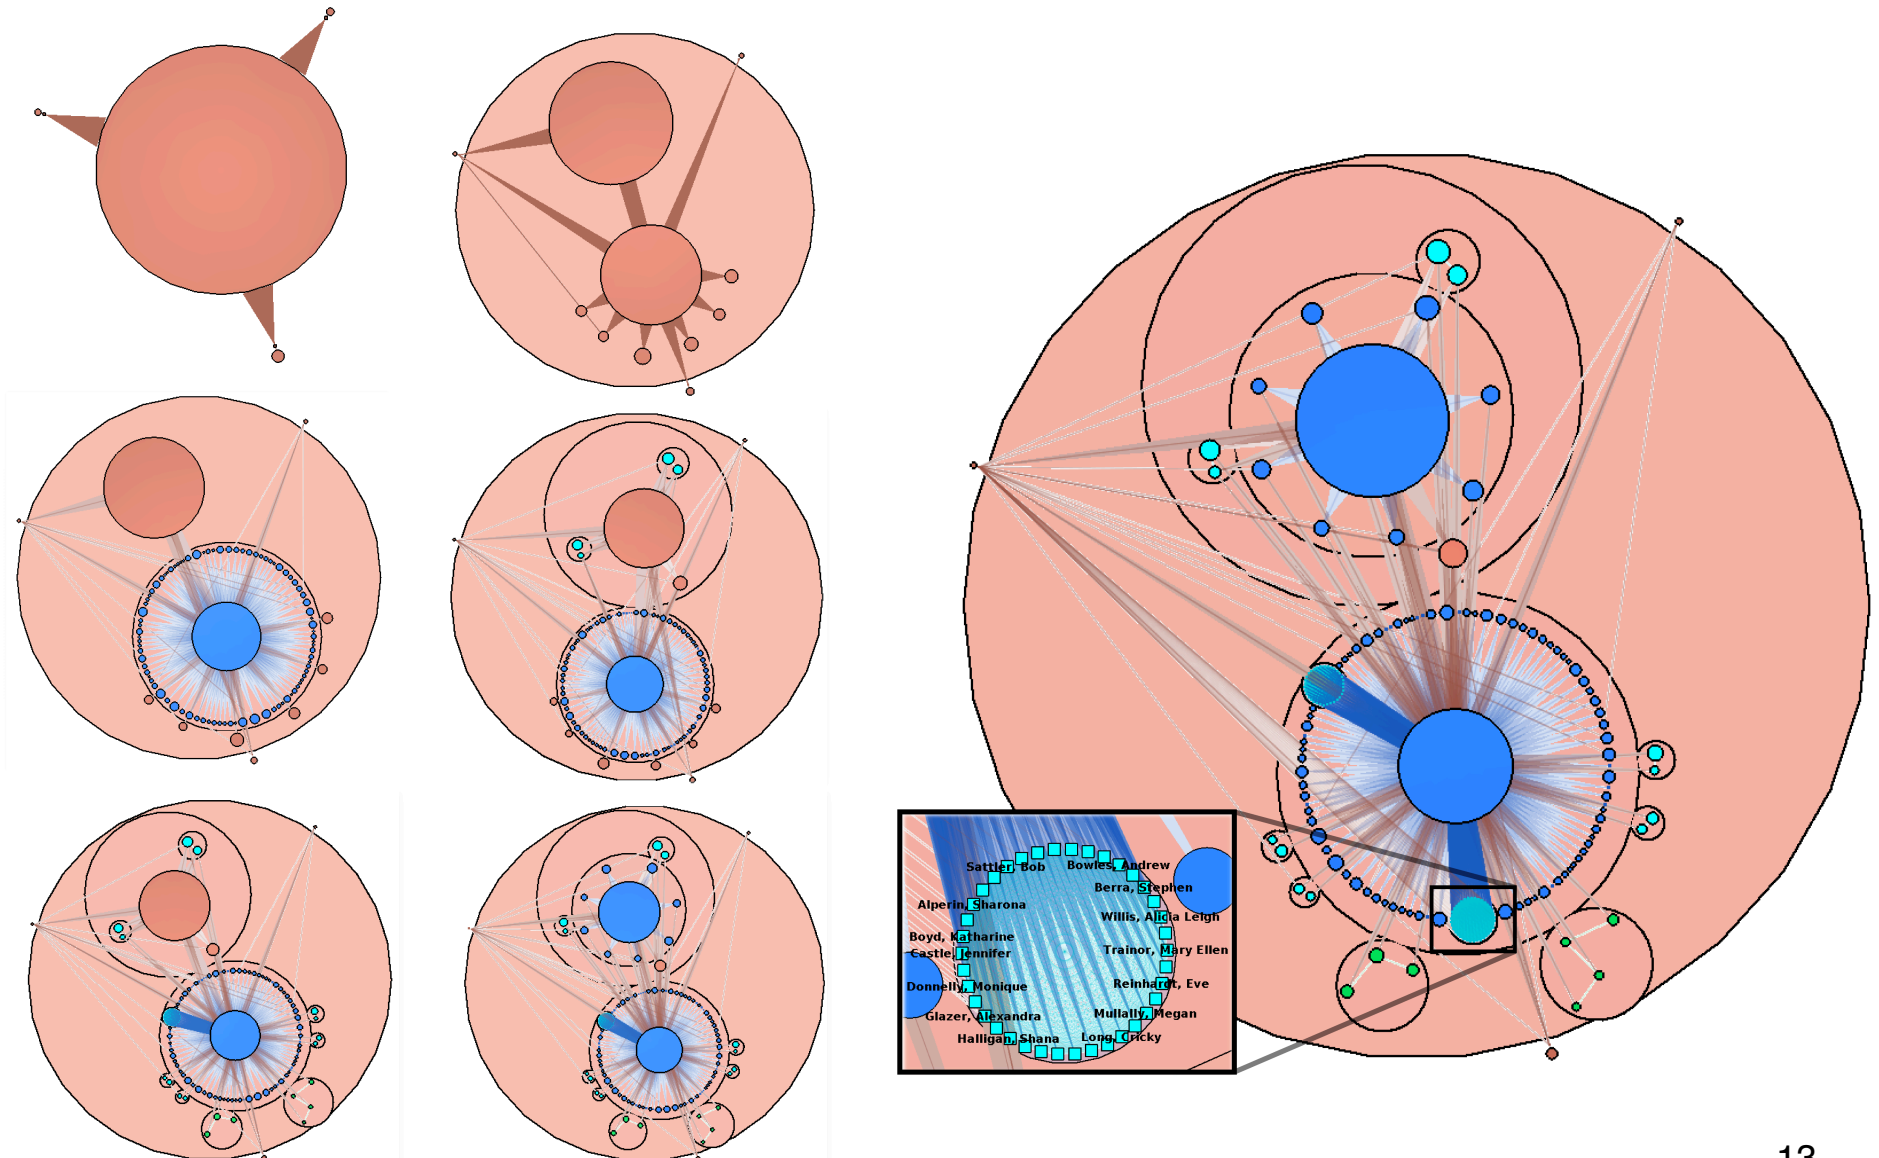 Sattler, Bob
Bowles, Andrew
Berra, Stephen
Alperin, Sharona
Willis, Alicia Leigh
Boyd, Katharine
Castle, Jennifer
Trainor, Mary Ellen
Donnelly, Monique
Reinhardt, Eve
Glazer, Alexandra
Mullally, Megan
Halligan, Shana
Long, Cricky
13